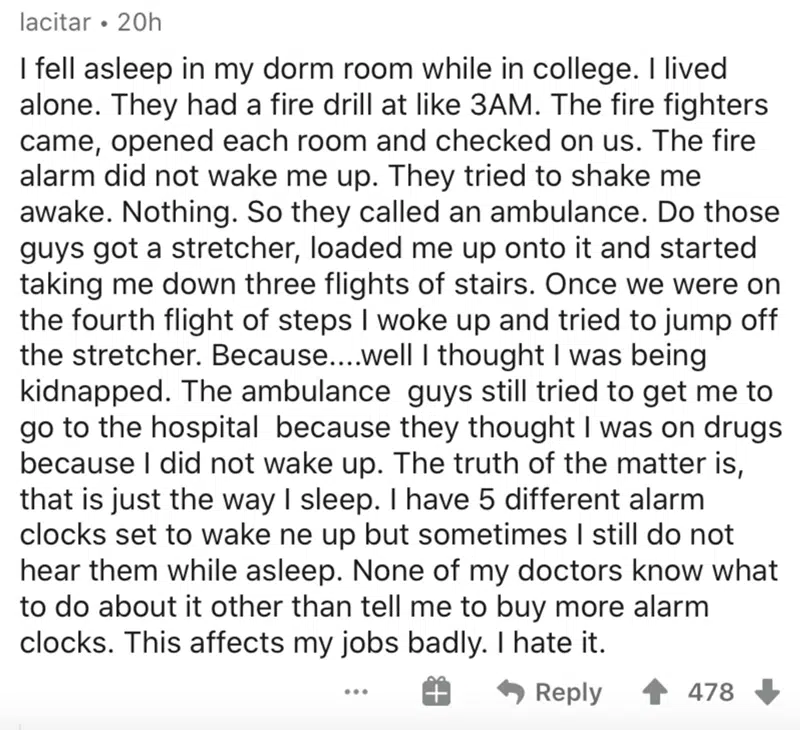 lacitar • 20h
I fell asleep in my dorm room while in college. I lived
alone. They had a fire drill at like 3AM. The fire fighters
came, opened each room and checked on us. The fire
alarm did not wake me up. They tried to shake me
awake. Nothing. So they called an ambulance. Do those
guys got a stretcher, loaded me up onto it and started
taking me down three flights of stairs. Once we were on
the fourth flight of steps I woke up and tried to jump off
the stretcher. Because....well I thought I was being
kidnapped. The ambulance  guys still tried to get me to
go to the hospital  because they thought I was on drugs
because I did not wake up. The truth of the matter is,
that is just the way I sleep. I have 5 different alarm
clocks set to wake ne up but sometimes I still do not
hear them while asleep. None of my doctors know what
to do about it other than tell me to buy more alarm
clocks. This affects my jobs badly. I hate it.
... Reply 478